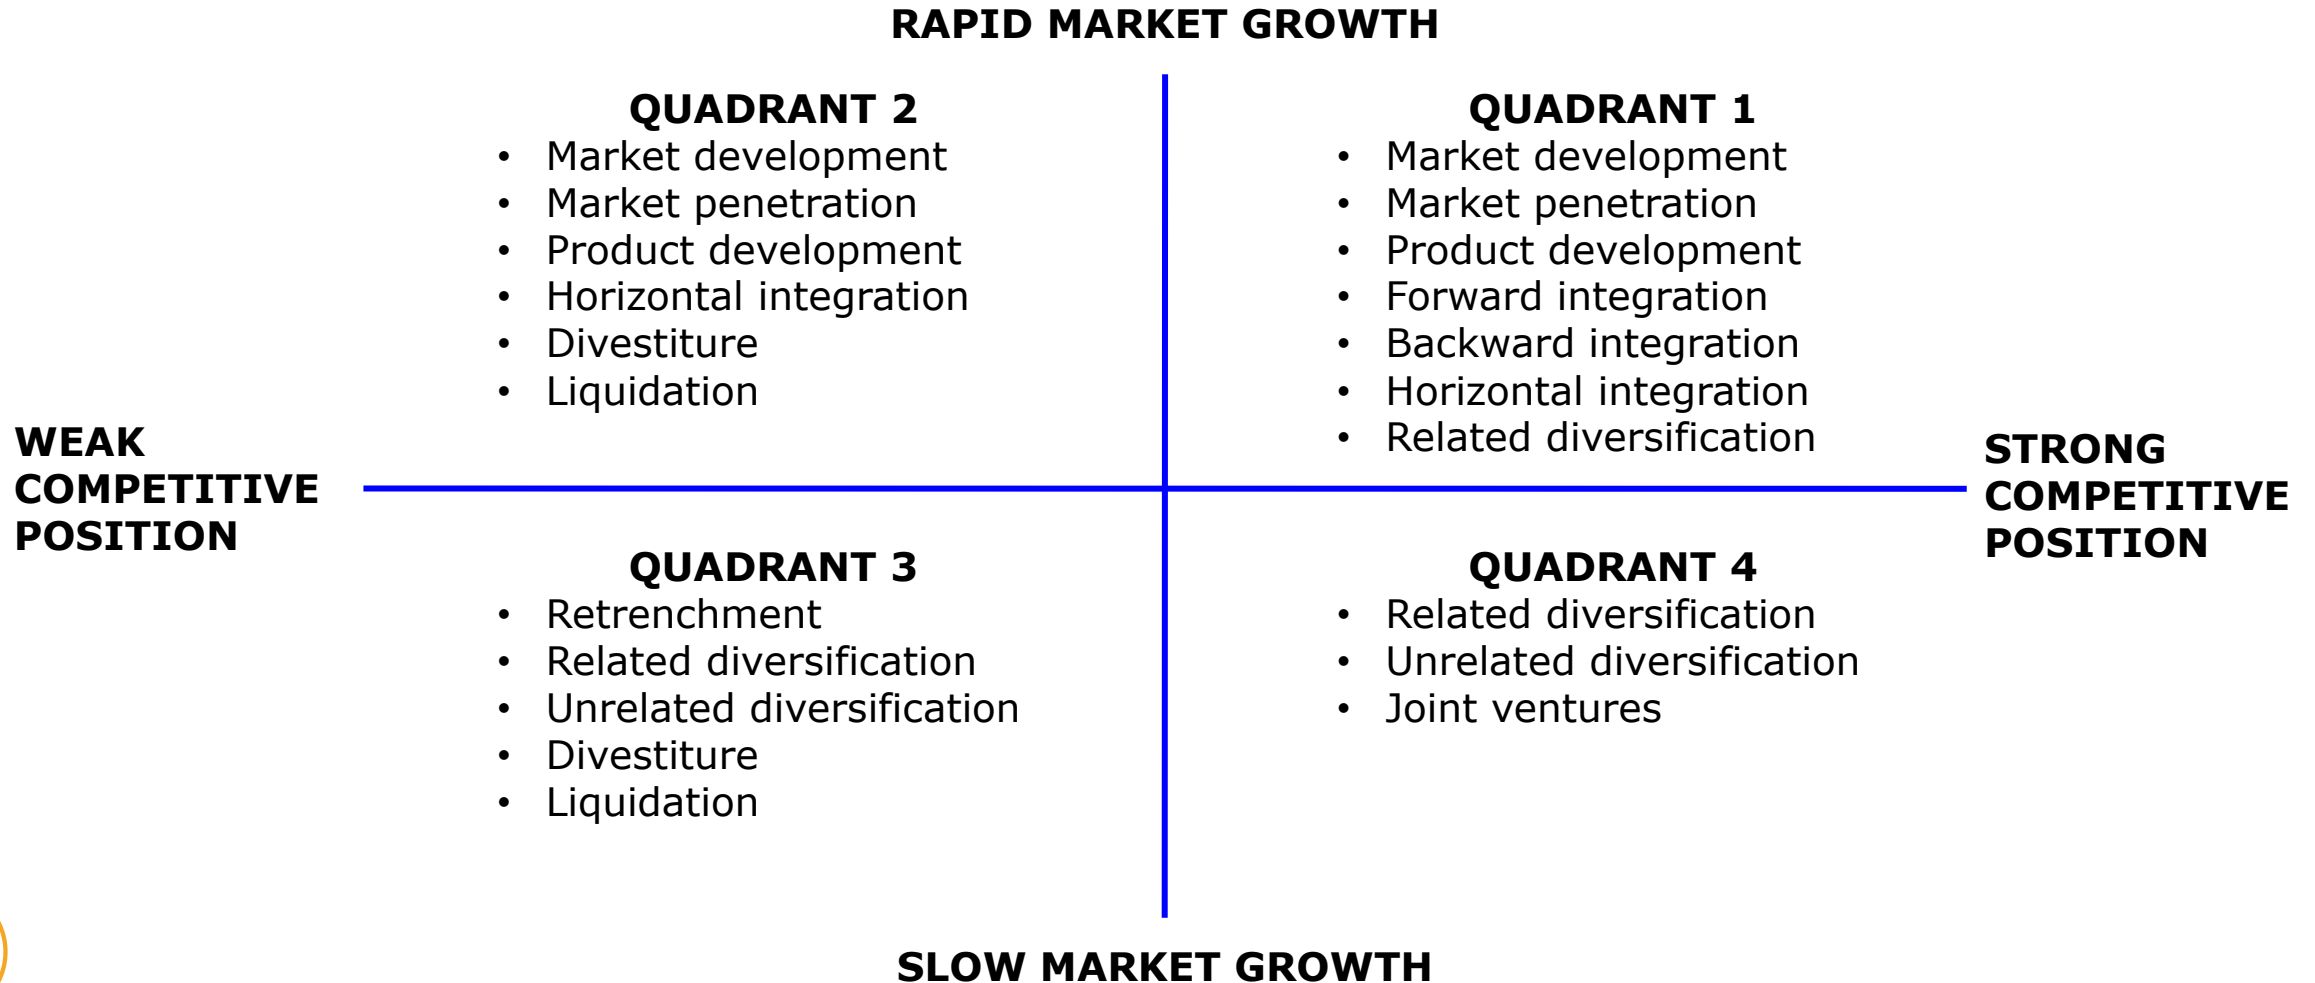 RAPID MARKET GROWTH
QUADRANT 2
• Market development
• Market penetration
• Product development
• Horizontal integration
• Divestiture
• Liquidation
QUADRANT 1
• Market development
• Market penetration
• Product development
• Forward integration
• Backward integration
• Horizontal integration
• Related diversification
WEAK
COMPETITIVE
POSITION
STRONG
COMPETITIVE
POSITION
QUADRANT 3
• Retrenchment
• Related diversification
• Unrelated diversification
• Divestiture
• Liquidation
QUADRANT 4
• Related diversification
• Unrelated diversification
• Joint ventures
SLOW MARKET GROWTH